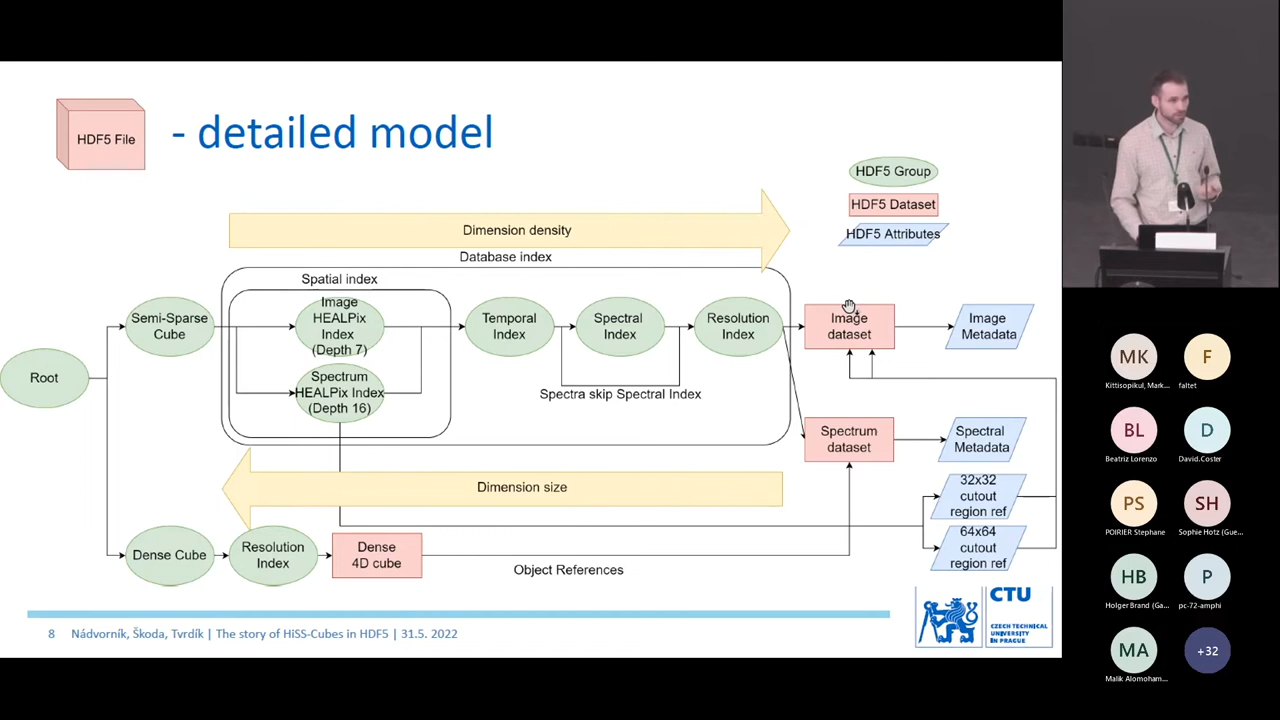 HDF5 File
- detailed model
HDF5 Group
HDF5 Dataset
HDF5 Attributes
Dimension density
Database index
Spatial index
Semi-Sparse
Cube
Image
HEALPix
Index
(Depth 7)
Temporal
Index
Spectral
Index
Resolution
Index
Image
dataset
Image
Metadata
Root
Spectrum
HEALPix Index
(Depth 16)
Spectra skip Spectral Index
Spectrum
dataset
Spectral
Metadata
Dimension size
32x32
cutout
region ref
64x64
cutout
region ref
Dense Cube
Resolution
Index
Dense
4D cube
Object References
CTU
CZECH TECHNICAL
UNIVERSITY
IN PRAGUE
8 Nádvorník, Škoda, Tvrdík | The story of HiSS-Cubes in HDF5 | 31.5. 2022
MK
Kittisopikul, Mark...
F
faltet
BL
Beatriz Lorenzo
D
David.Coster
PS
POIRIER Stephane
SH
Sophie Hotz (Gue...
HB
Holger Brand (Ga...
P
pc-72-amphi
MA
Malik Alomoham...
+32